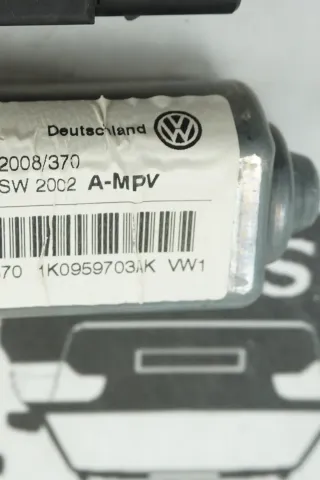 Deutschland
2008/370
SW 2002 A-MpV
70 1K0959703AK VW1
S